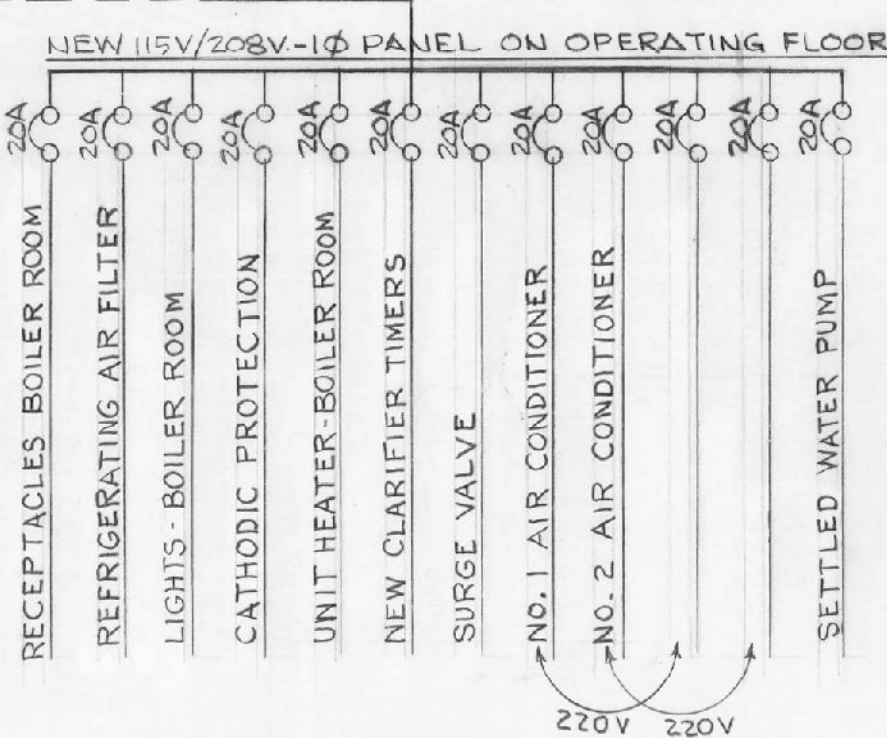 NEW 115V/208V.-1Ø PANEL ON OPERATING FLOOR
20A
20A
20A
20A
20A
20A
20A
20A
20A
20A
20A
20A
RECEPTACLES BOILER ROOM
REFRIGERATING AIR FILTER
LIGHTS - BOILER ROOM
CATHODIC PROTECTION
UNIT HEATER-BOILER ROOM
NEW CLARIFIER TIMERS
SURGE VALVE
NO. 1 AIR CONDITIONER
NO. 2 AIR CONDITIONER
SETTLED WATER PUMP
220V 220V